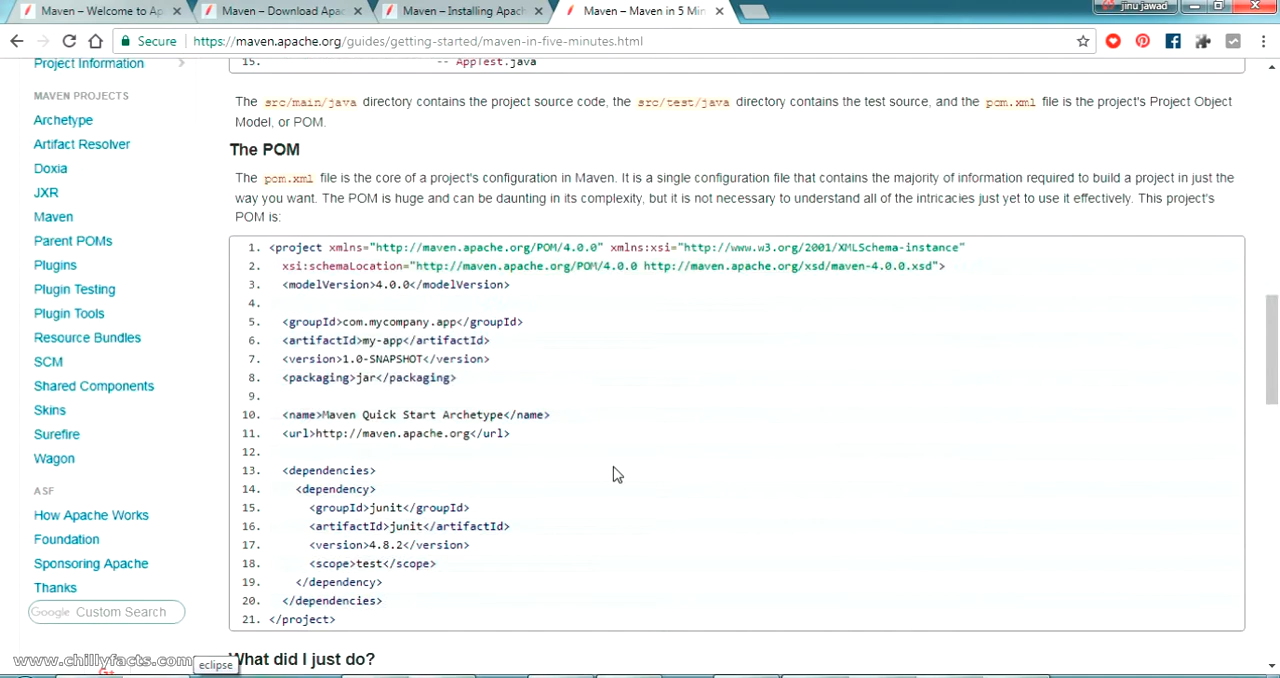 Maven – Welcome to Ap
Maven – Download Apac
Maven – Installing Apach
Maven – Maven in 5 Min
jinu jawad
Secure
https://maven.apache.org/guides/getting-started/maven-in-five-minutes.html
Project Information
MAVEN PROJECTS
Archetype
Artifact Resolver
Doxia
JXR
Maven
Parent POMs
Plugins
Plugin Testing
Plugin Tools
Resource Bundles
SCM
Shared Components
Skins
Surefire
Wagon
ASF
How Apache Works
Foundation
Sponsoring Apache
Thanks
Google Custom Search
15. -- AppTest.java
The src/main/java directory contains the project source code, the src/test/java directory contains the test source, and the pom.xml file is the project's Project Object
Model, or POM.
The POM
The pom.xml file is the core of a project's configuration in Maven. It is a single configuration file that contains the majority of information required to build a project in just the
way you want. The POM is huge and can be daunting in its complexity, but it is not necessary to understand all of the intricacies just yet to use it effectively. This project's
POM is:
1. <project xmlns="http://maven.apache.org/POM/4.0.0" xmlns:xsi="http://www.w3.org/2001/XMLSchema-instance"
2. xsi:schemaLocation="http://maven.apache.org/POM/4.0.0 http://maven.apache.org/xsd/maven-4.0.0.xsd">
3. <modelVersion>4.0.0</modelVersion>
4.
5. <groupId>com.mycompany.app</groupId>
6. <artifactId>my-app</artifactId>
7. <version>1.0-SNAPSHOT</version>
8. <packaging>jar</packaging>
9.
10. <name>Maven Quick Start Archetype</name>
11. <url>http://maven.apache.org</url>
12.
13. <dependencies>
14. <dependency>
15. <groupId>junit</groupId>
16. <artifactId>junit</artifactId>
17. <version>4.8.2</version>
18. <scope>test</scope>
19. </dependency>
20. </dependencies>
21. </project>
What did I just do?
www.chillyfacts.com
eclipse